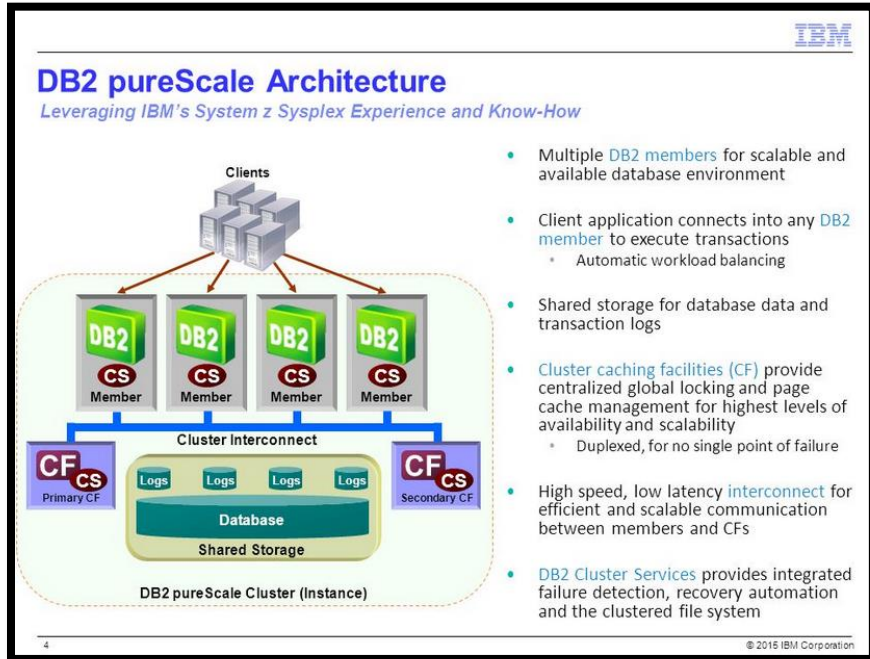 IBM
DB2 pureScale Architecture
Leveraging IBM's System z Sysplex Experience and Know-How
Clients
DB2 DB2 DB2 DB2
CS CS CS CS
Member Member Member Member
Cluster Interconnect
CF CS
Primary CF
CF CS
Secondary CF
Logs Logs Logs Logs
Database
Shared Storage
DB2 pureScale Cluster (Instance)
• Multiple DB2 members for scalable and
available database environment
• Client application connects into any DB2
member to execute transactions
• Automatic workload balancing
• Shared storage for database data and
transaction logs
• Cluster caching facilities (CF) provide
centralized global locking and page
cache management for highest levels of
availability and scalability
• Duplexed, for no single point of failure
• High speed, low latency interconnect for
efficient and scalable communication
between members and CFs
• DB2 Cluster Services provides integrated
failure detection, recovery automation
and the clustered file system
4
© 2015 IBM Corporation